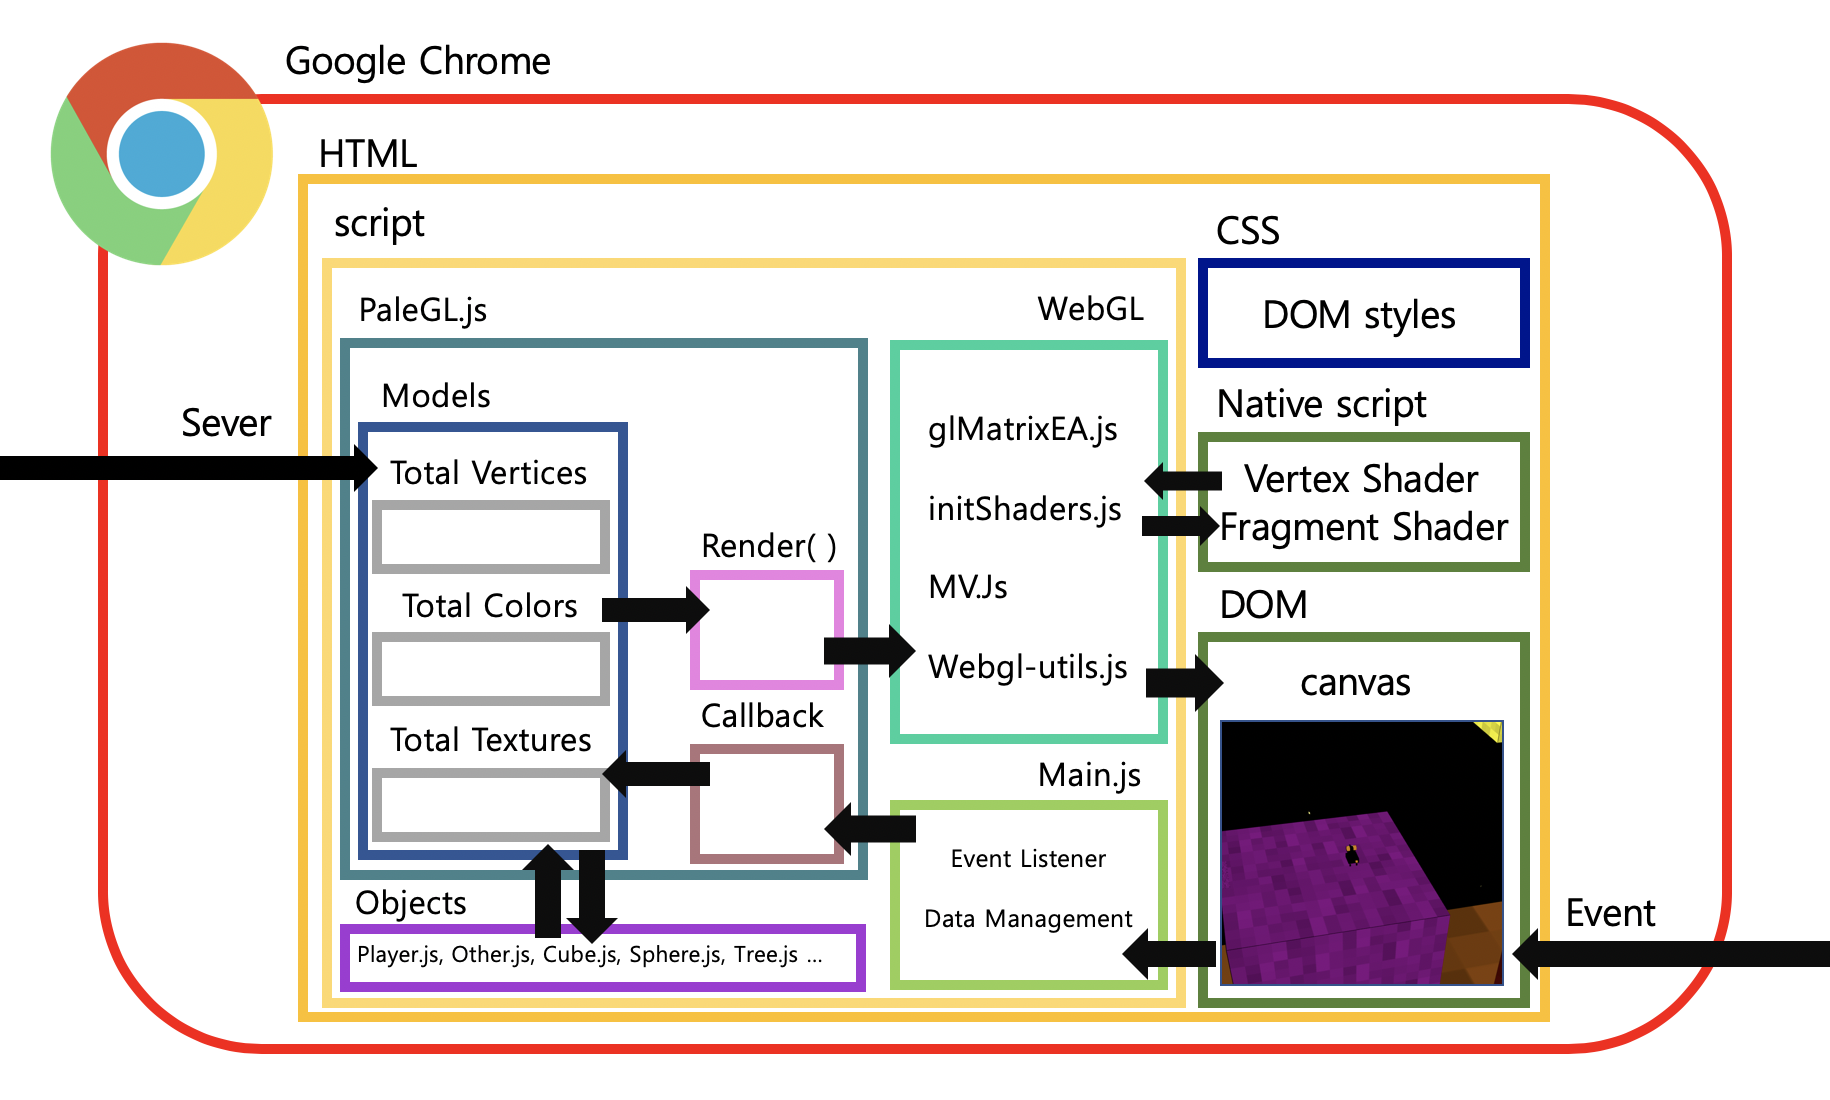 Google Chrome
HTML
script
CSS
DOM styles
PaleGL.js
WebGL
Models
Sever
Total Vertices
Total Colors
Total Textures
Render( )
Callback
glMatrixEA.js
initShaders.js
MV.Js
Webgl-utils.js
Native script
Vertex Shader
Fragment Shader
DOM
canvas
Main.js
Event Listener
Data Management
Objects
Player.js, Other.js, Cube.js, Sphere.js, Tree.js ...
Event